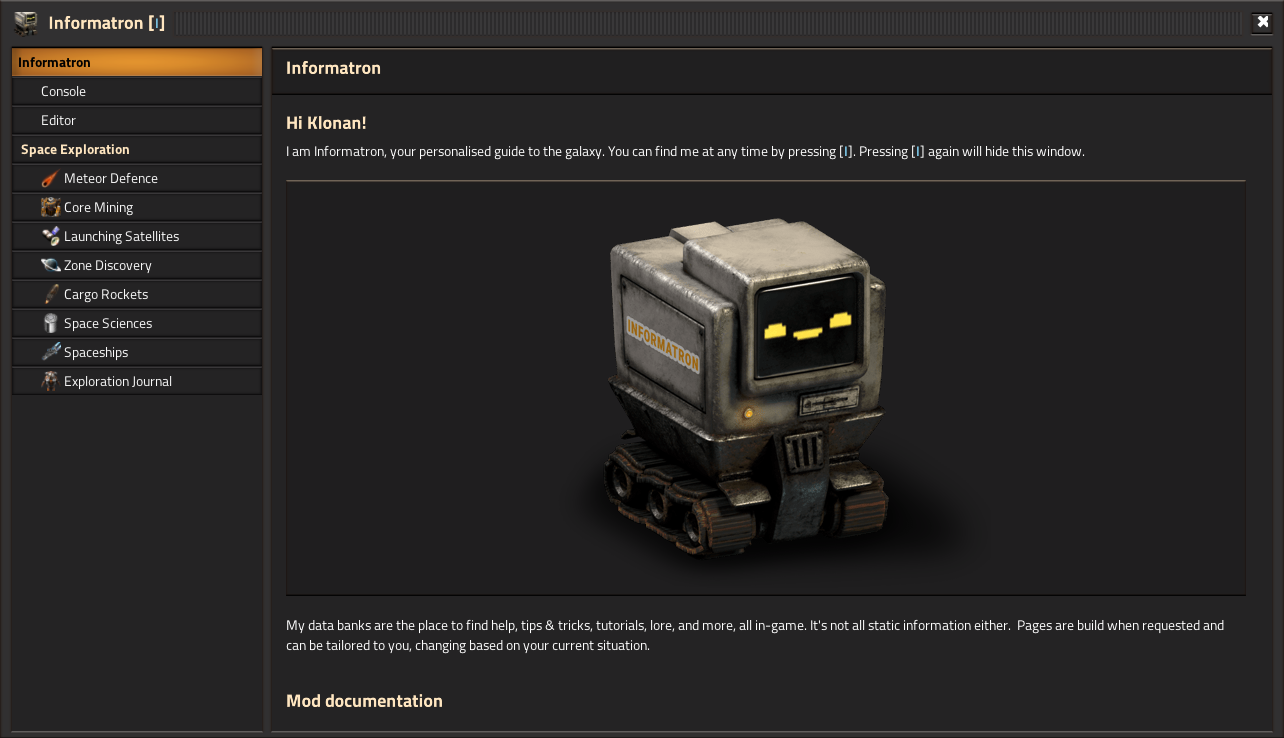 Informatron [I]
Informatron
Console
Editor
Space Exploration
Meteor Defence
Core Mining
Launching Satellites
Zone Discovery
Cargo Rockets
Space Sciences
Spaceships
Exploration Journal
Informatron
Hi Klonan!
I am Informatron, your personalised guide to the galaxy. You can find me at any time by pressing [I]. Pressing [I] again will hide this window.
INFORMATRON
My data banks are the place to find help, tips & tricks, tutorials, lore, and more, all in-game. It's not all static information either.  Pages are build when requested and
can be tailored to you, changing based on your current situation.
Mod documentation